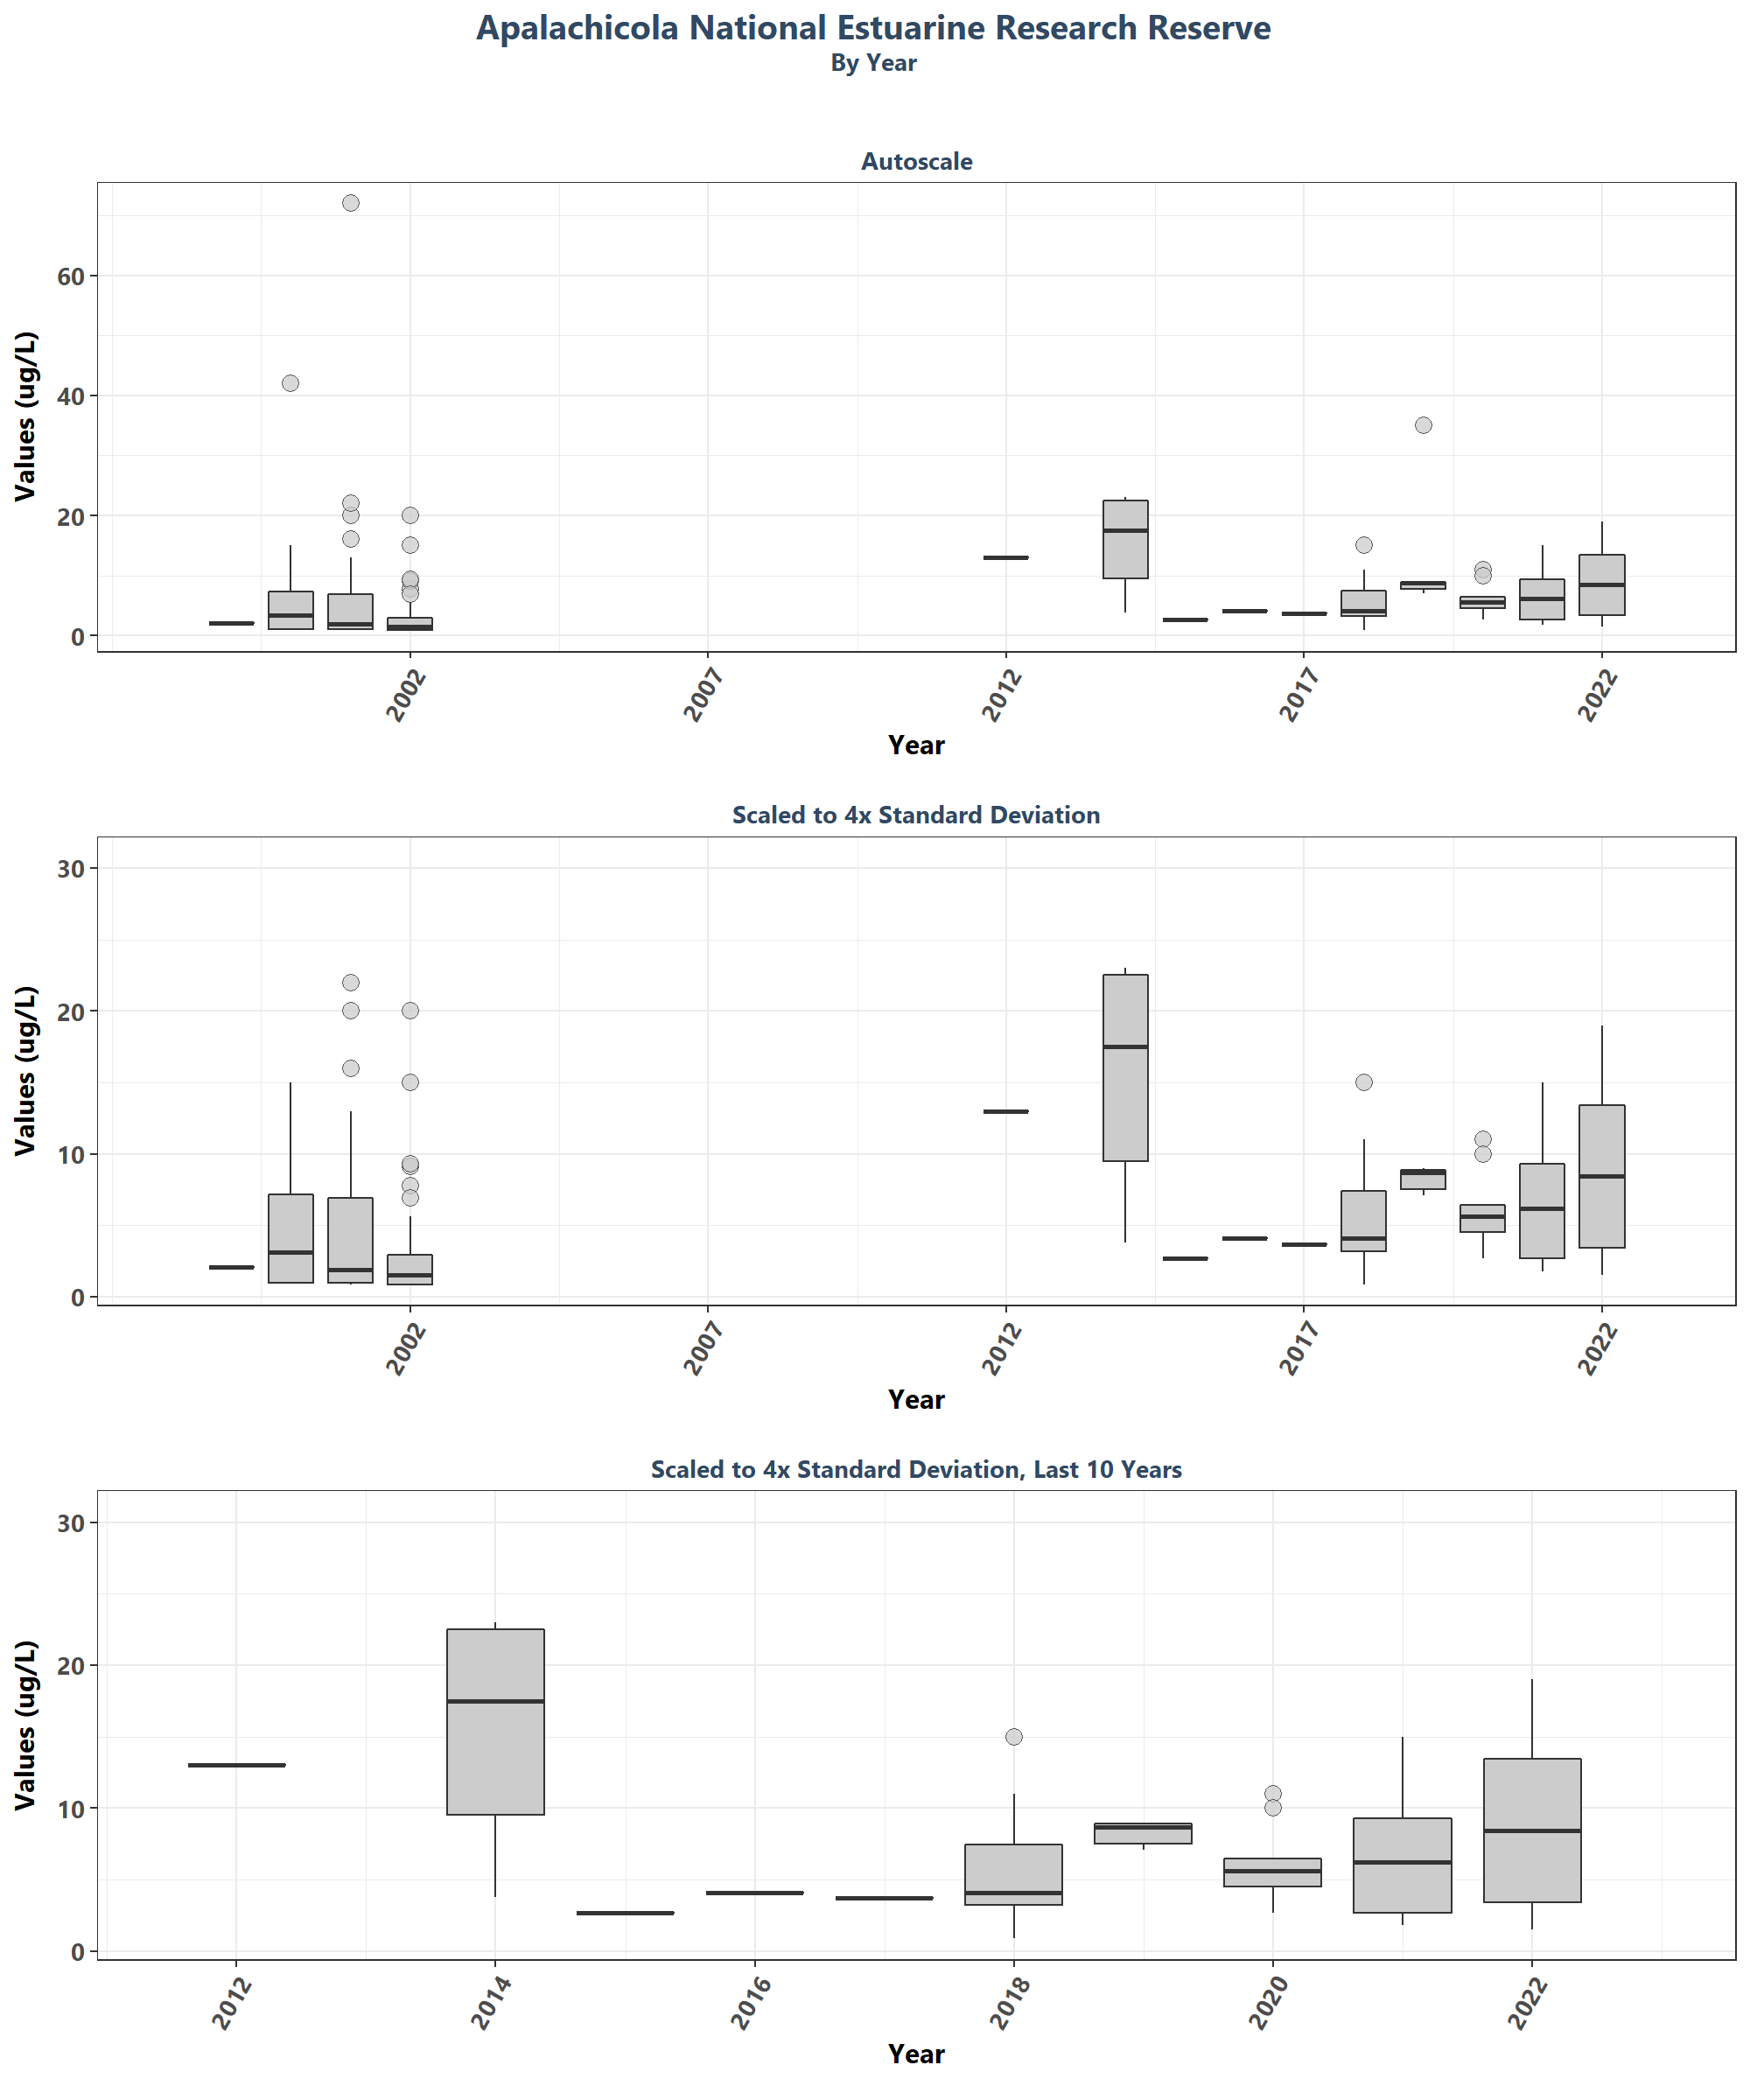 Apalachicola National Estuarine Research Reserve
By Year
Autoscale
Values (ug/L)
60
40
20
0
2002
2007
2012
2017
2022
Year
Scaled to 4x Standard Deviation
Values (ug/L)
30
20
10
0
2002
2007
2012
2017
2022
Year
Scaled to 4x Standard Deviation, Last 10 Years
Values (ug/L)
30
20
10
0
2012
2014
2016
2018
2020
2022
Year